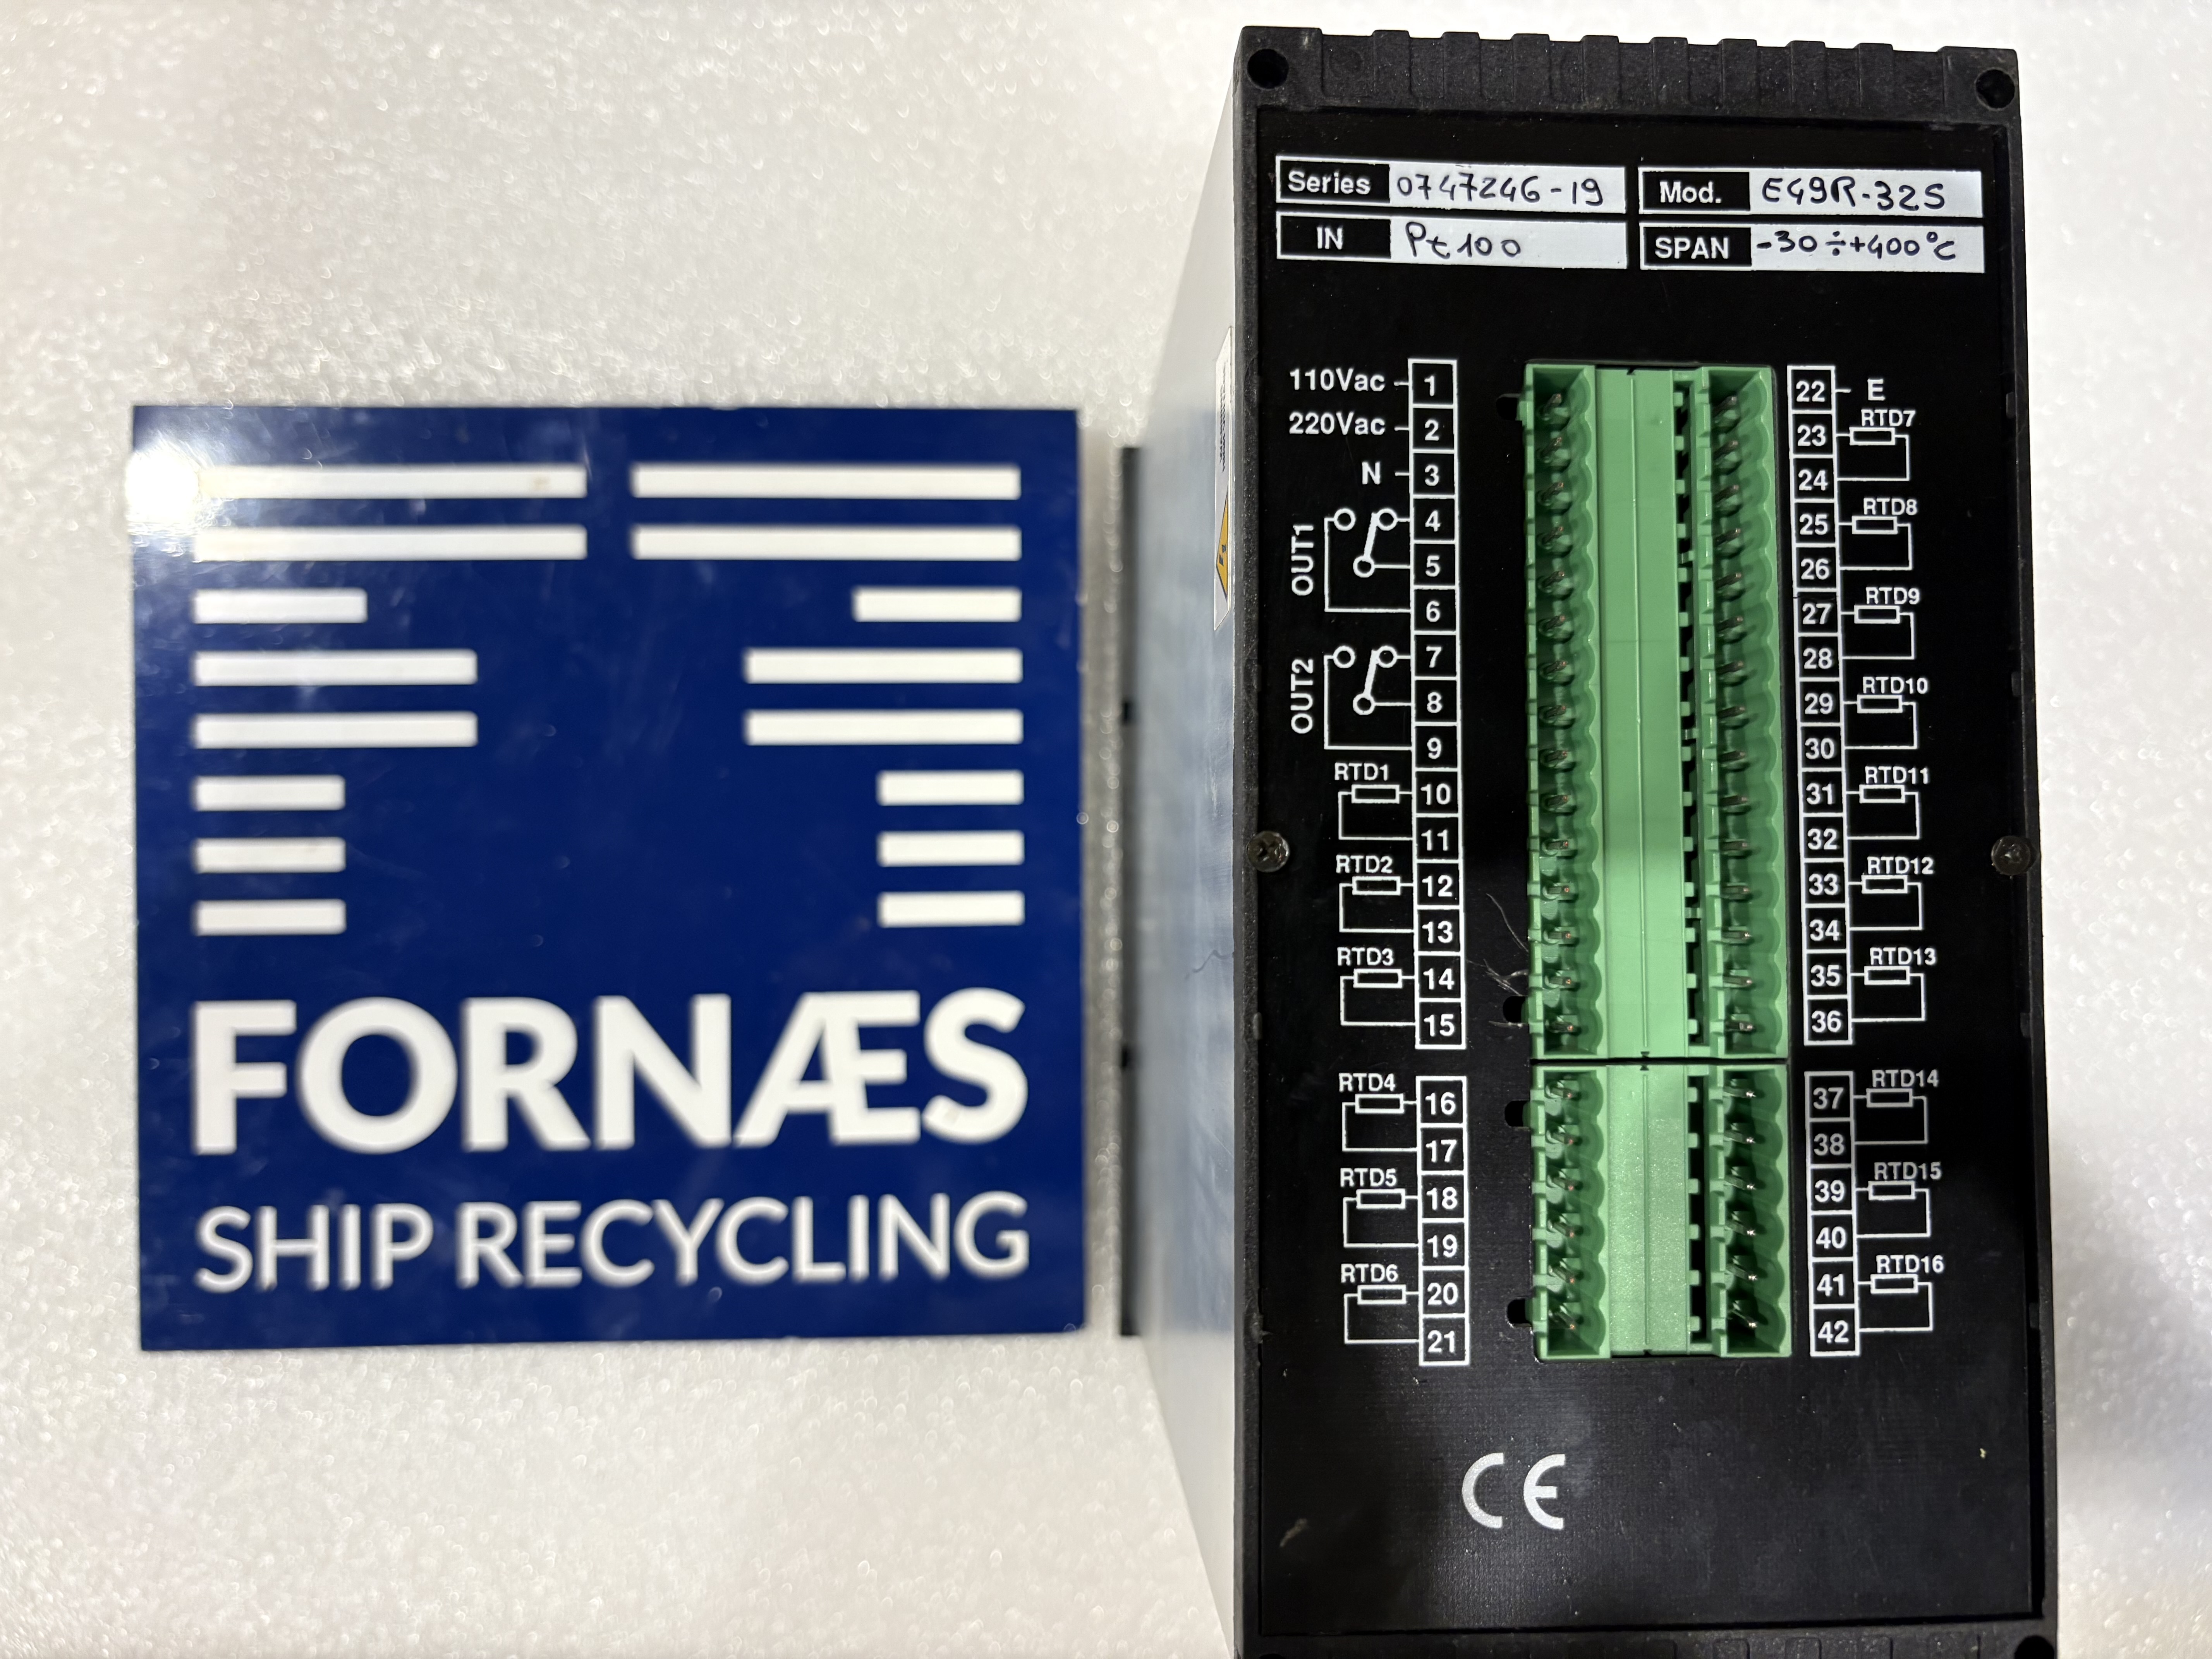 FORNÆS
SHIP RECYCLING
Series 0747246-19 Mod. E49R-32S
IN Pt100 SPAN -30÷+400°C
110Vac 1
220Vac 2
N 3
OUT1
4
5
6
OUT2
7
8
9
RTD1
10
11
RTD2
12
13
RTD3
14
15
RTD4
16
17
RTD5
18
19
RTD6
20
21
22 E
RTD7
23
24
RTD8
25
26
RTD9
27
28
RTD10
29
30
RTD11
31
32
RTD12
33
34
RTD13
35
36
RTD14
37
38
RTD15
39
40
RTD16
41
42
CE